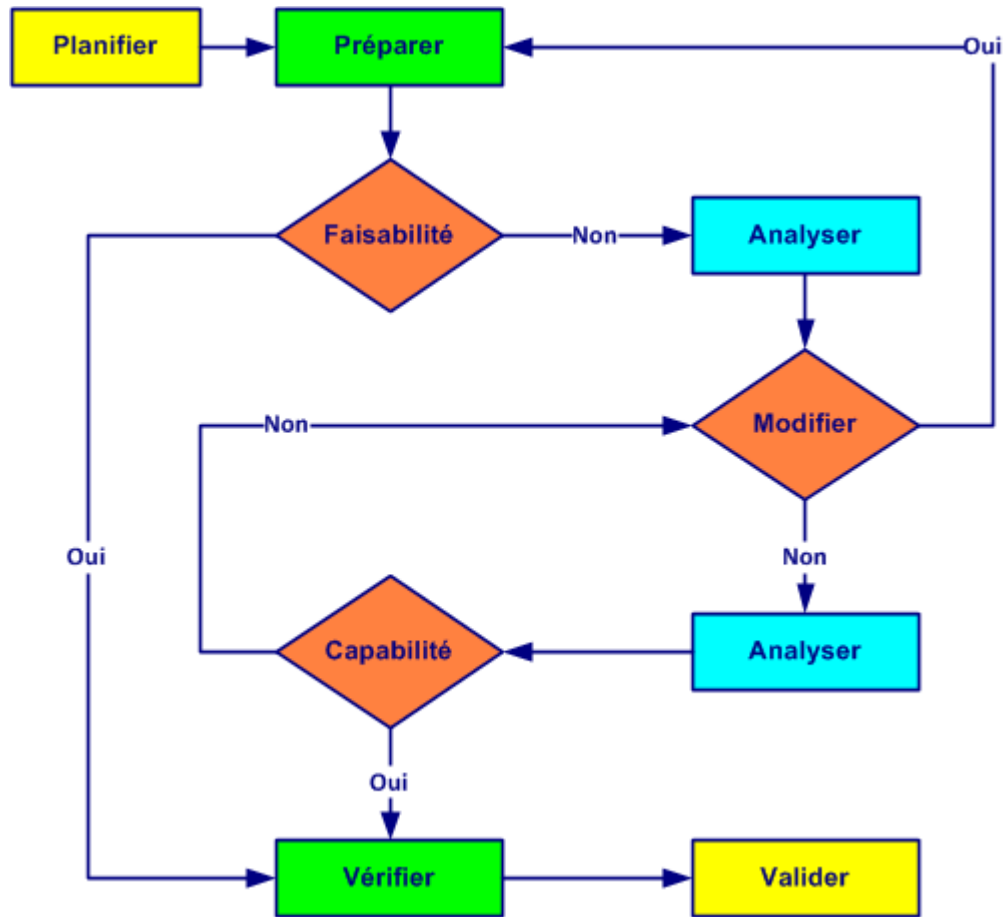 Planifier
Préparer
Oui
Faisabilité
Non
Analyser
Non
Modifier
Oui
Non
Capabilité
Analyser
Oui
Vérifier
Valider